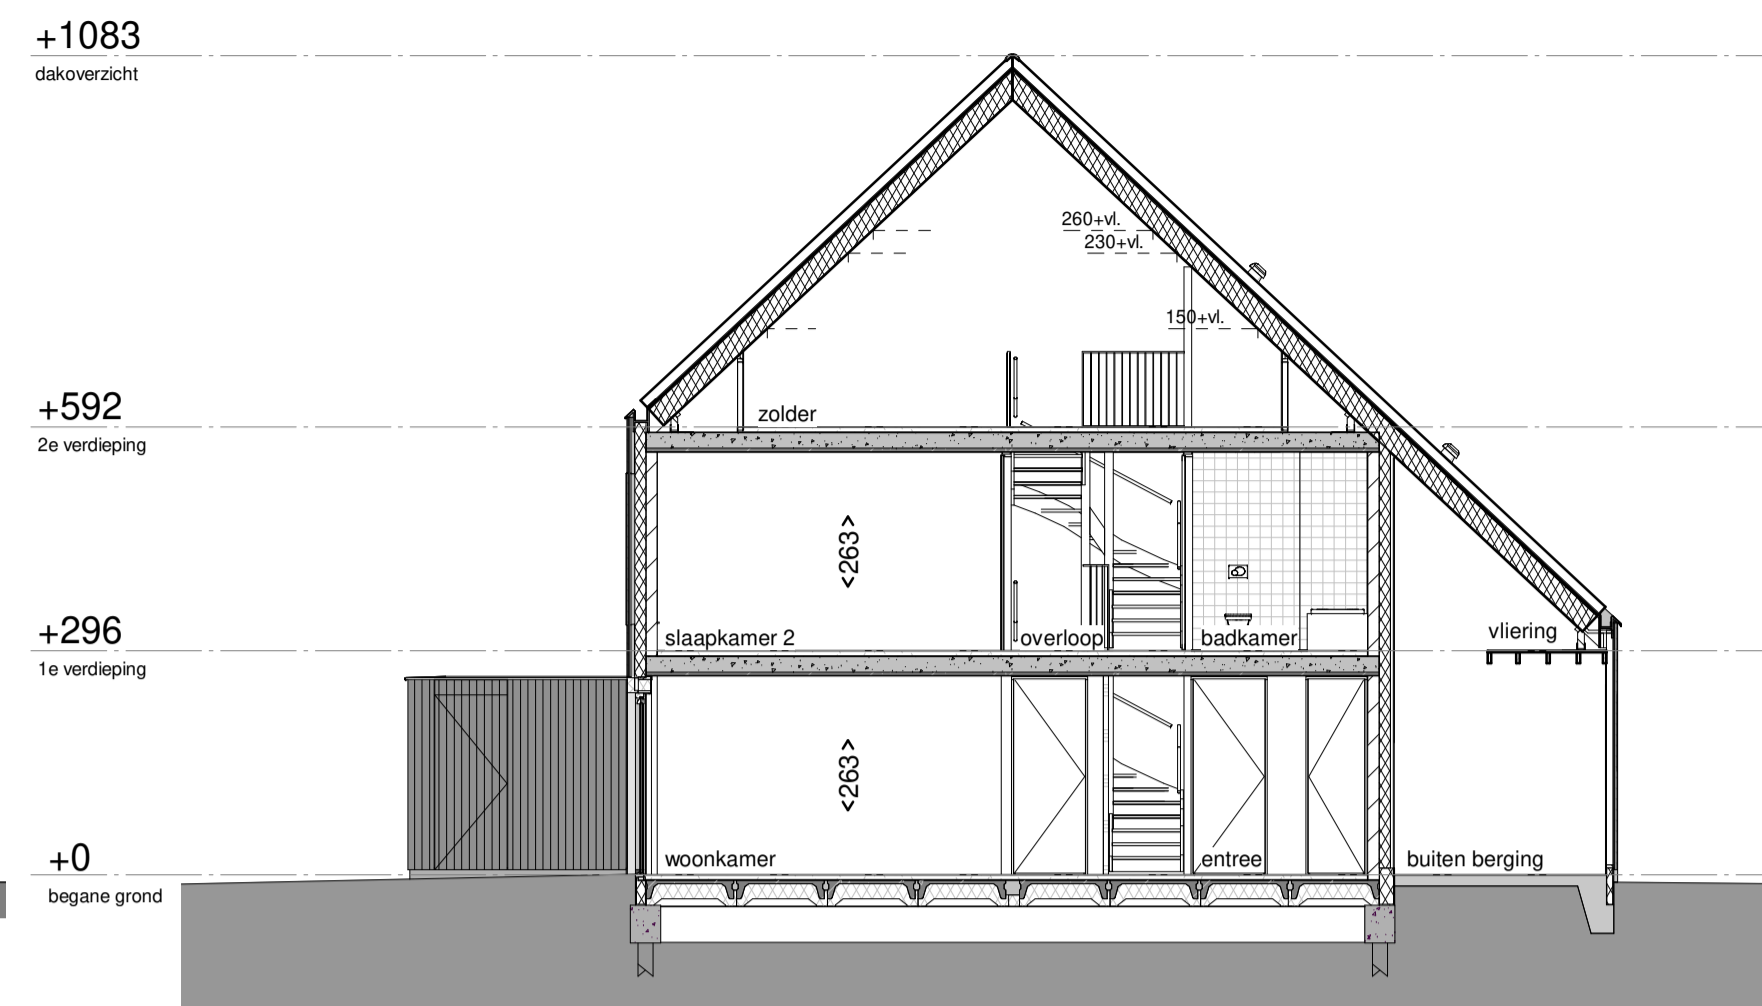 +1083
dakoverzicht
260+vl.
230+vl.
150+vl.
+592
zolder
2e verdieping
<263>
+296
slaapkamer 2
overloop
badkamer
vliering
1e verdieping
<263>
+0
woonkamer
entree
buiten berging
begane grond